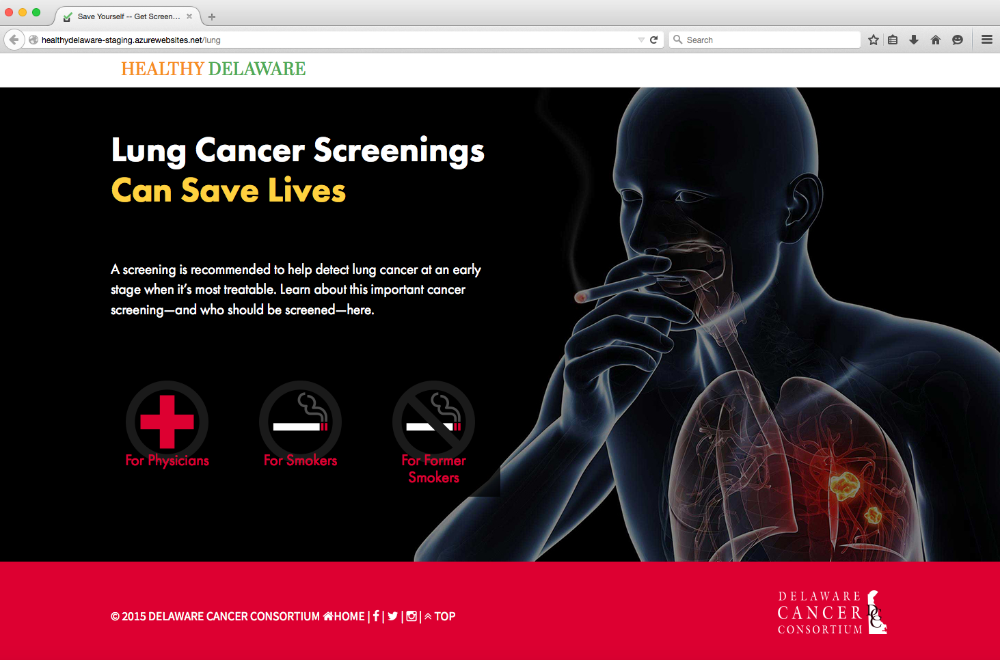 Save Yourself -- Get Screen...
healthydelaware-staging.azurewebsites.net/lung
Search
HEALTHY DELAWARE
Lung Cancer Screenings
Can Save Lives
A screening is recommended to help detect lung cancer at an early
stage when it’s most treatable. Learn about this important cancer
screening—and who should be screened—here.
For Physicians
For Smokers
For Former
Smokers
© 2015 DELAWARE CANCER CONSORTIUM HOME | | | | TOP
DELAWARE
CANCER
CONSORTIUM
DCC